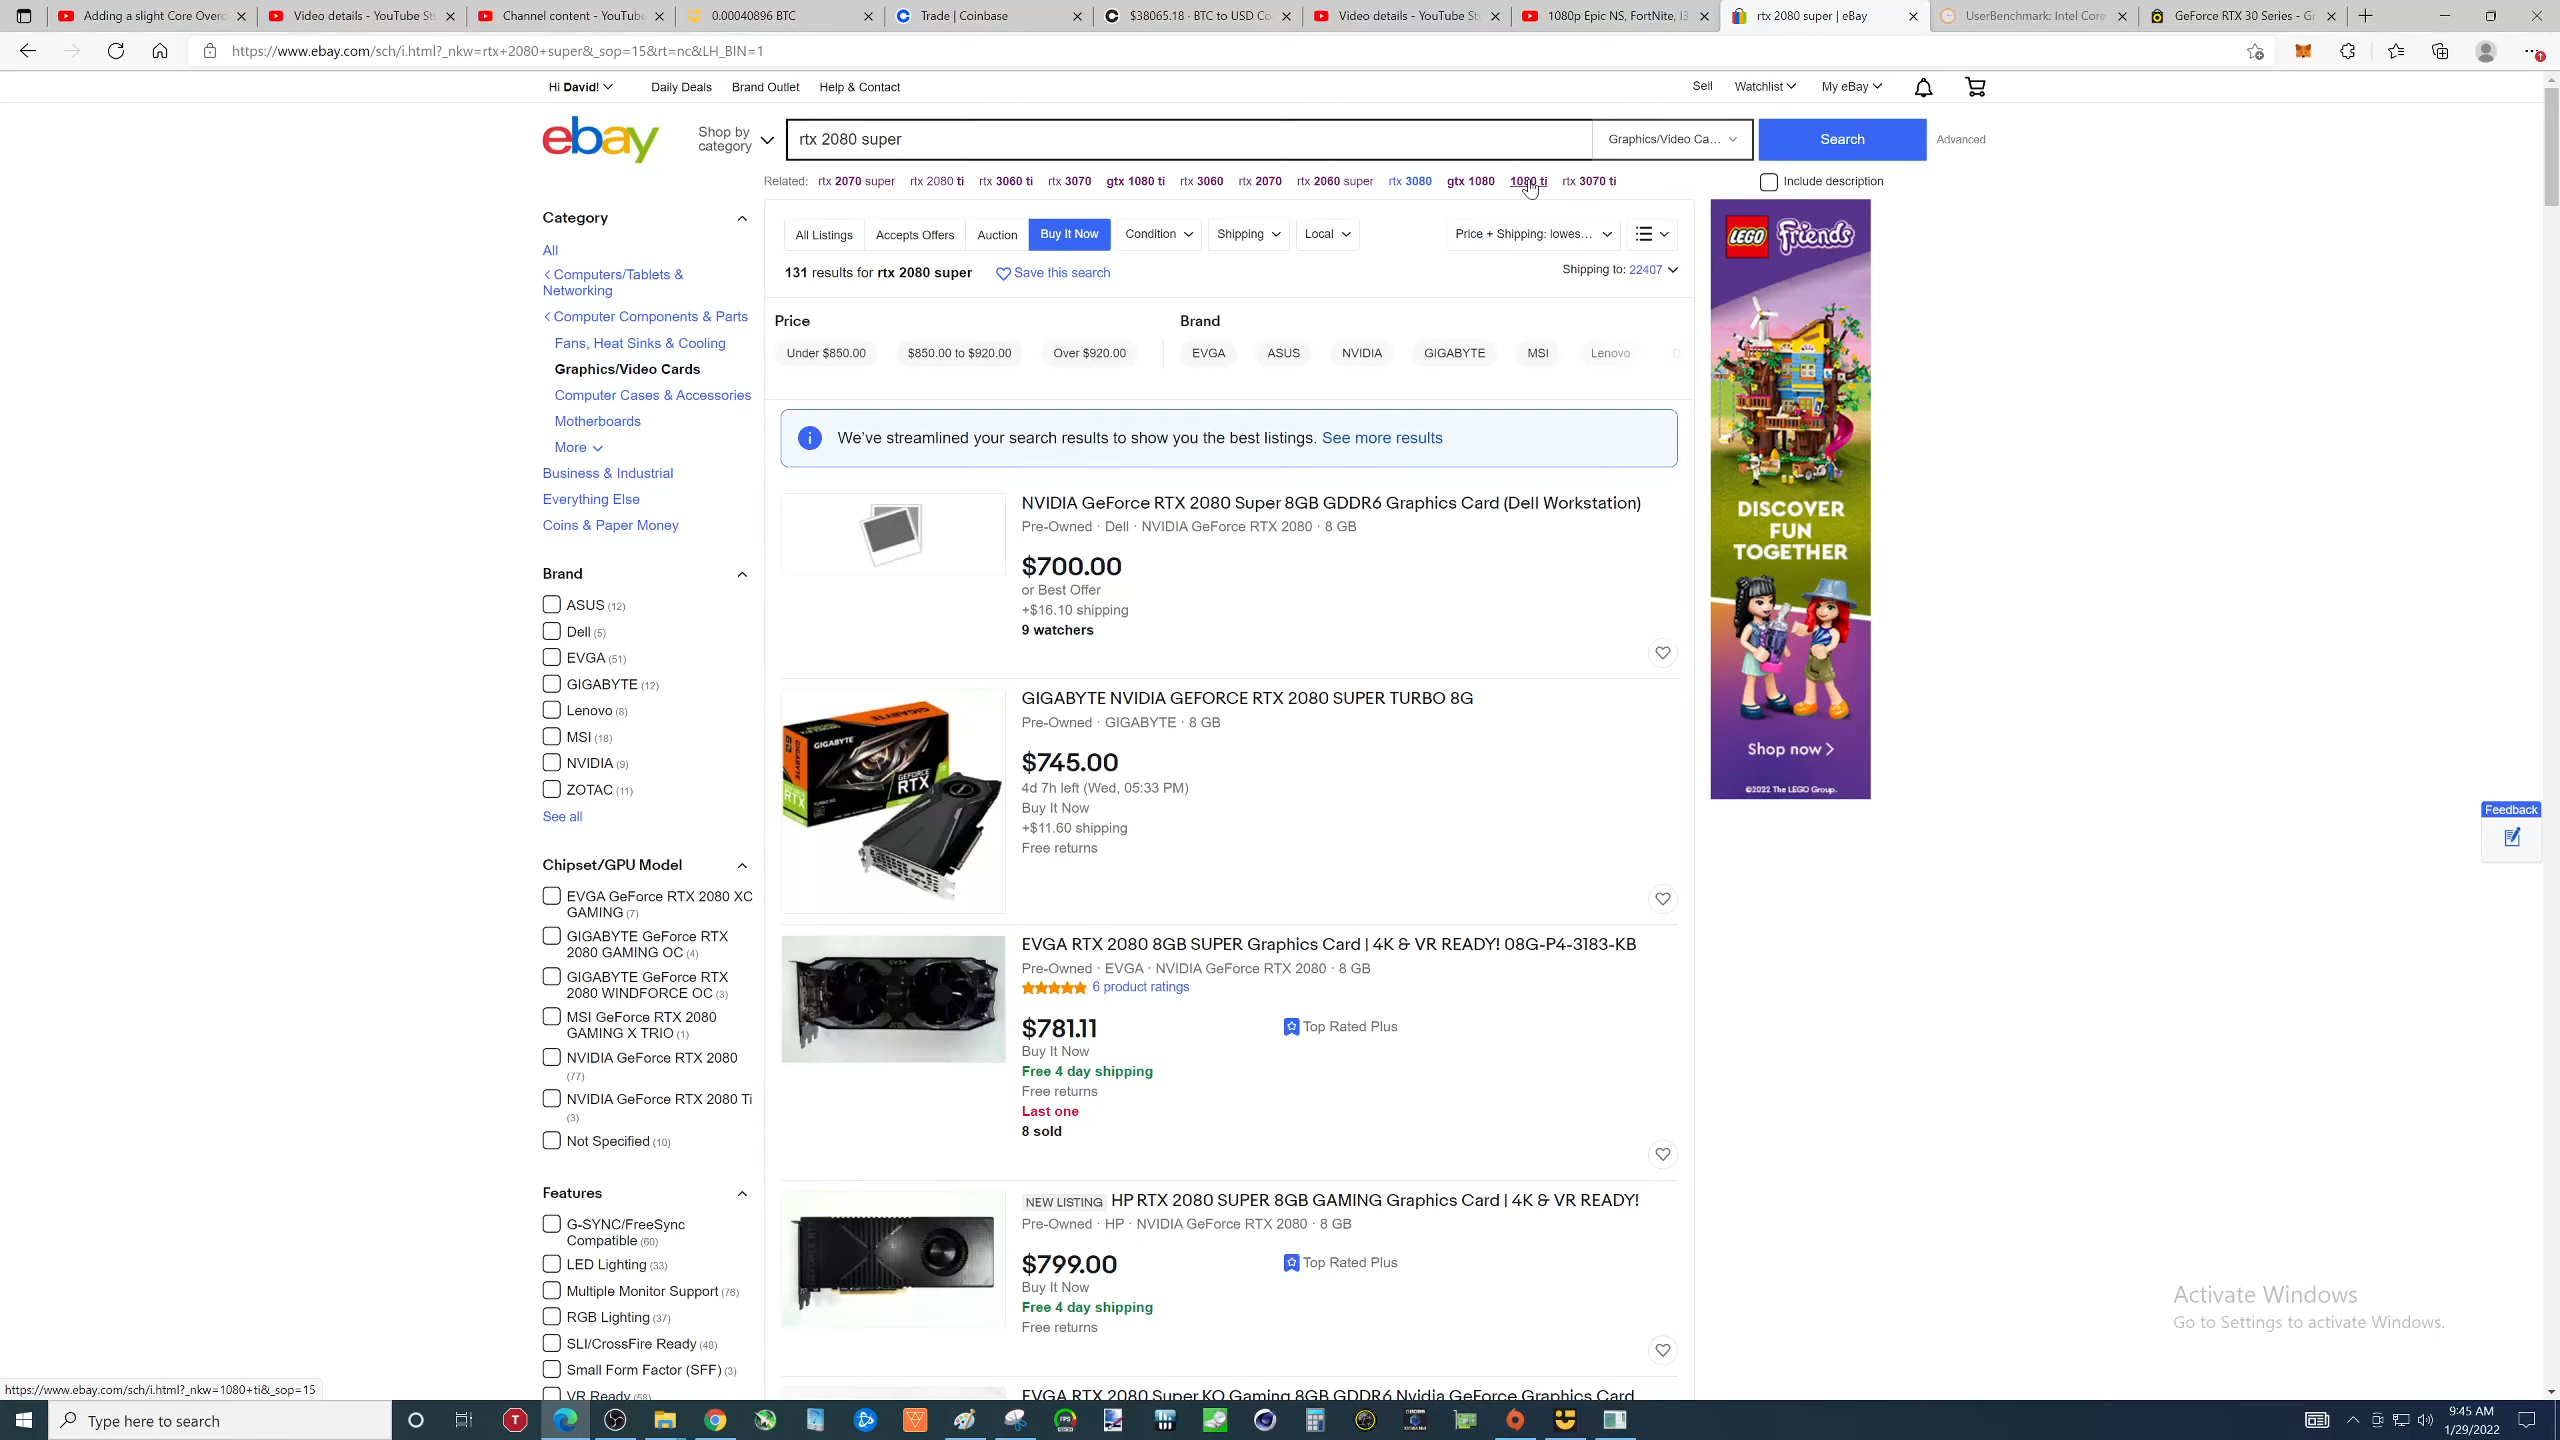 Adding a slight Core Overc
Video details - YouTube St
Channel content - YouTube
0.00040896 BTC
Trade | Coinbase
$38065.18 - BTC to USD Co
Video details - YouTube St
1080p Epic NS, FortNite, I3
rtx 2080 super | eBay
UserBenchmark: Intel Core
GeForce RTX 30 Series - Gr
https://www.ebay.com/sch/i.html?_nkw=rtx+2080+super&_sop=15&rt=nc&LH_BIN=1
Hi David!
Daily Deals
Brand Outlet
Help & Contact
Sell
Watchlist
My eBay
ebay
Shop by category
rtx 2080 super
Graphics/Video Ca...
Search
Advanced
Related: rtx 2070 super rtx 2080 ti rtx 3060 ti rtx 3070 gtx 1080 ti rtx 3060 rtx 2070 rtx 2060 super rtx 3080 gtx 1080 1080 ti rtx 3070 ti
Include description
Category
All
Computers/Tablets &
Networking
Computer Components & Parts
Fans, Heat Sinks & Cooling
Graphics/Video Cards
Computer Cases & Accessories
Motherboards
More
Business & Industrial
Everything Else
Coins & Paper Money
Brand
ASUS (12)
Dell (5)
EVGA (51)
GIGABYTE (12)
Lenovo (8)
MSI (18)
NVIDIA (9)
ZOTAC (11)
See all
Chipset/GPU Model
EVGA GeForce RTX 2080 XC
GAMING (7)
GIGABYTE GeForce RTX
2080 GAMING OC (4)
GIGABYTE GeForce RTX
2080 WINDFORCE OC (3)
MSI GeForce RTX 2080
GAMING X TRIO (1)
NVIDIA GeForce RTX 2080
(77)
NVIDIA GeForce RTX 2080 Ti
(3)
Not Specified (10)
Features
G-SYNC/FreeSync
Compatible (60)
LED Lighting (33)
Multiple Monitor Support (76)
RGB Lighting (37)
SLI/CrossFire Ready (48)
Small Form Factor (SFF) (3)
VR Ready (58)
All Listings
Accepts Offers
Auction
Buy It Now
Condition
Shipping
Local
Price + Shipping: lowes...
131 results for rtx 2080 super
Save this search
Shipping to: 22407
Price
Under $850.00
$850.00 to $920.00
Over $920.00
Brand
EVGA
ASUS
NVIDIA
GIGABYTE
MSI
Lenovo
D
We've streamlined your search results to show you the best listings. See more results
NVIDIA GeForce RTX 2080 Super 8GB GDDR6 Graphics Card (Dell Workstation)
Pre-Owned · Dell · NVIDIA GeForce RTX 2080 · 8 GB
$700.00
or Best Offer
+$16.10 shipping
9 watchers
GIGABYTE NVIDIA GEFORCE RTX 2080 SUPER TURBO 8G
Pre-Owned · GIGABYTE · 8 GB
$745.00
4d 7h left (Wed, 05:33 PM)
Buy It Now
+$11.60 shipping
Free returns
EVGA RTX 2080 8GB SUPER Graphics Card | 4K & VR READY! 08G-P4-3183-KB
Pre-Owned · EVGA · NVIDIA GeForce RTX 2080 · 8 GB
6 product ratings
$781.11
Top Rated Plus
Buy It Now
Free 4 day shipping
Free returns
Last one
8 sold
NEW LISTING HP RTX 2080 SUPER 8GB GAMING Graphics Card | 4K & VR READY!
Pre-Owned · HP · NVIDIA GeForce RTX 2080 · 8 GB
$799.00
Top Rated Plus
Buy It Now
Free 4 day shipping
Free returns
EVGA RTX 2080 Super KO Gaming 8GB GDDR6 Nvidia GeForce Graphics Card
GIGABYTE
GEFORCE
RTX
LEGO Friends
DISCOVER
FUN
TOGETHER
Shop now
©2022 The LEGO Group.
Feedback
Activate Windows
Go to Settings to activate Windows.
https://www.ebay.com/sch/i.html?_nkw=1080+ti&_sop=15
Type here to search
9:45 AM
1/29/2022